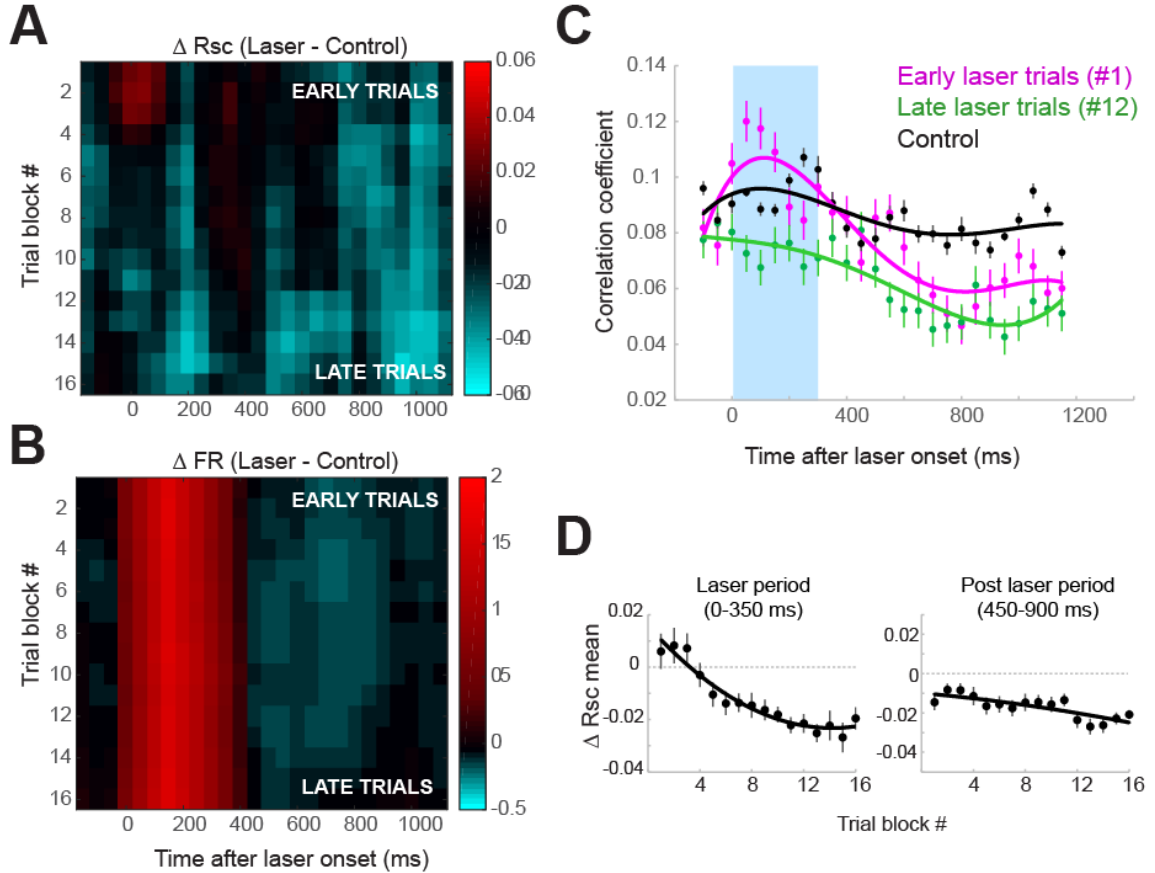 A
Δ Rsc (Laser - Control)
EARLY TRIALS
LATE TRIALS
Trial block #
2
4
6
8
10
12
14
16
0 200 400 600 800 1000
0.06
0.04
0.02
0
-020
-040
-060
B
Δ FR (Laser - Control)
EARLY TRIALS
LATE TRIALS
Trial block #
2
4
6
8
10
12
14
16
0 200 400 600 800 1000
Time after laser onset (ms)
2
15
1
05
0
-0.5
C
Early laser trials (#1)
Late laser trials (#12)
Control
Correlation coefficient
0.14
0.12
0.1
0.08
0.06
0.04
0.02
0 400 800 1200
Time after laser onset (ms)
D
Laser period
(0-350 ms)
Δ Rsc mean
0.02
0
-0.02
-0.04
4 8 12 16
Post laser period
(450-900 ms)
0.02
0
-0.02
-0.04
4 8 12 16
Trial block #